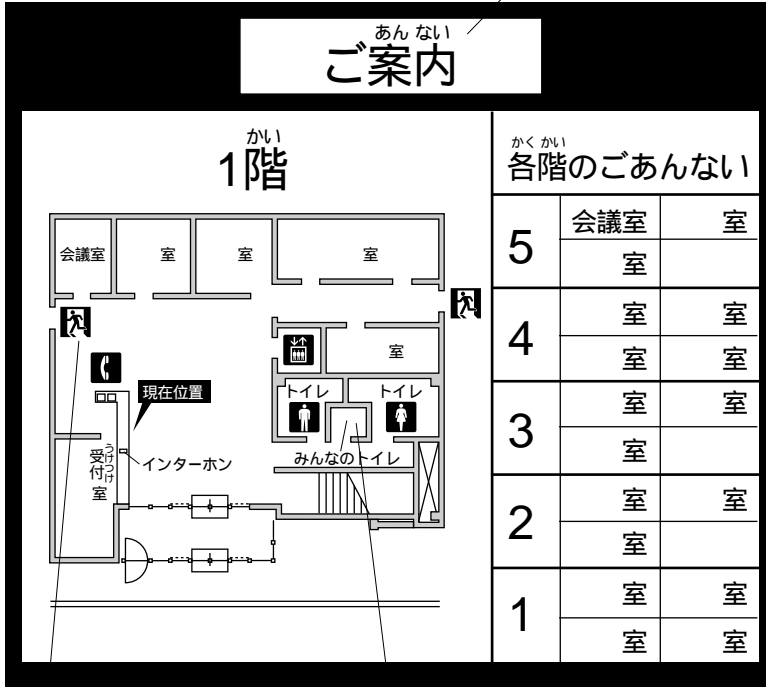 あん ない
ご案内
かい
1階
会議室
室
室
室
室
現在位置
トイレ
トイレ
みんなのトイレ
うけつけ
受付室
インターホン
かく かい
各階のごあんない
5
会議室
室
室
4
室
室
室
室
3
室
室
室
2
室
室
室
1
室
室
室
室